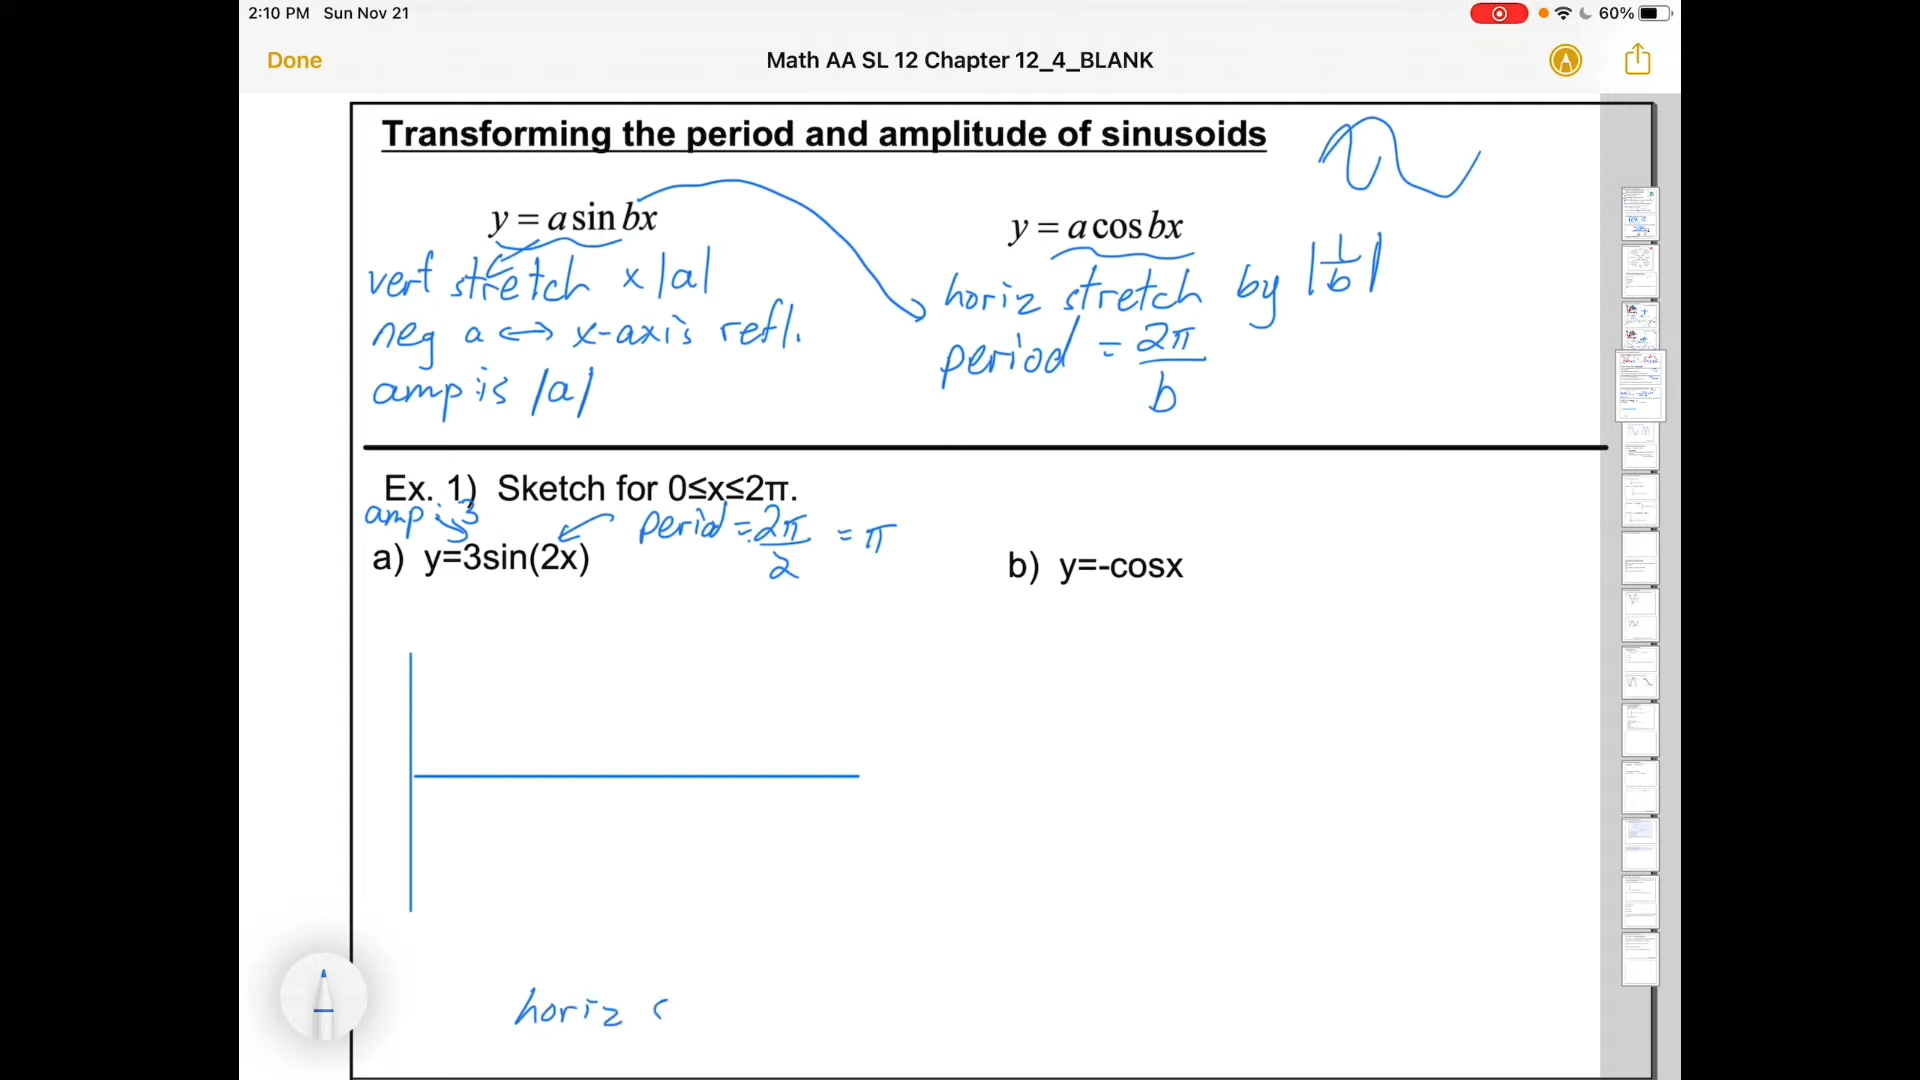 2:10 PM Sun Nov 21
60%
Done
Math AA SL 12 Chapter 12_4_BLANK
Transforming the period and amplitude of sinusoids
y = a sin bx
vert stretch x |a|
neg a ↔ x-axis refl.
amp is |a|
y = a cos bx
horiz stretch by |1/b|
period = 2π/b
Ex. 1) Sketch for 0≤x≤2π.
amp: 3
period = 2π/2 = π
a) y=3sin(2x)
b) y=-cosx
horiz